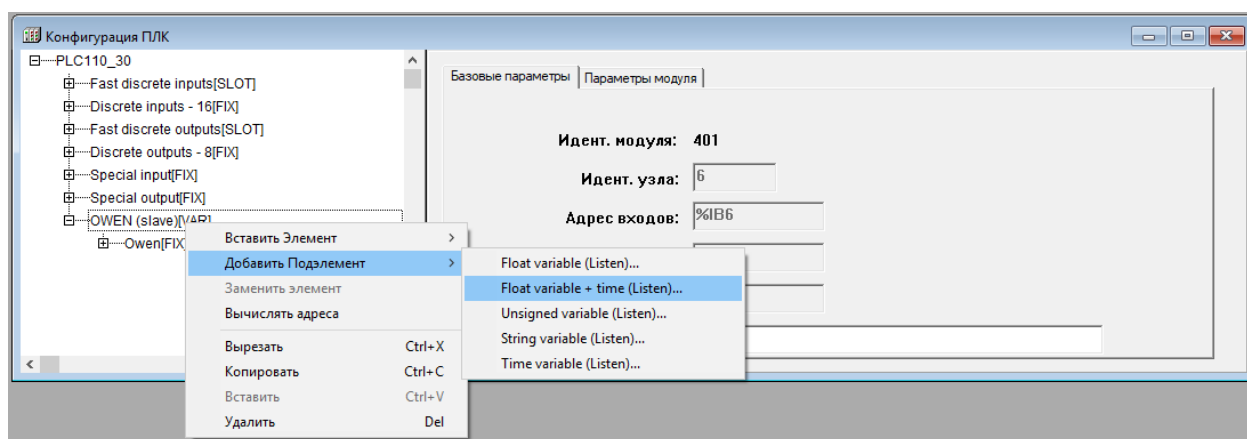 Конфигурация ПЛК
PLC110_30
Fast discrete inputs[SLOT]
Discrete inputs - 16[FIX]
Fast discrete outputs[SLOT]
Discrete outputs - 8[FIX]
Special input[FIX]
Special output[FIX]
OWEN (slave)[VAR]
Owen[FIX]
Базовые параметры
Параметры модуля
Идент. модуля: 401
Идент. узла: 6
Адрес входов: %IB6
Вставить Элемент
Добавить Подэлемент
Заменить элемент
Вычислять адреса
Вырезать Ctrl+X
Копировать Ctrl+C
Вставить Ctrl+V
Удалить Del
Float variable (Listen)...
Float variable + time (Listen)...
Unsigned variable (Listen)...
String variable (Listen)...
Time variable (Listen)...